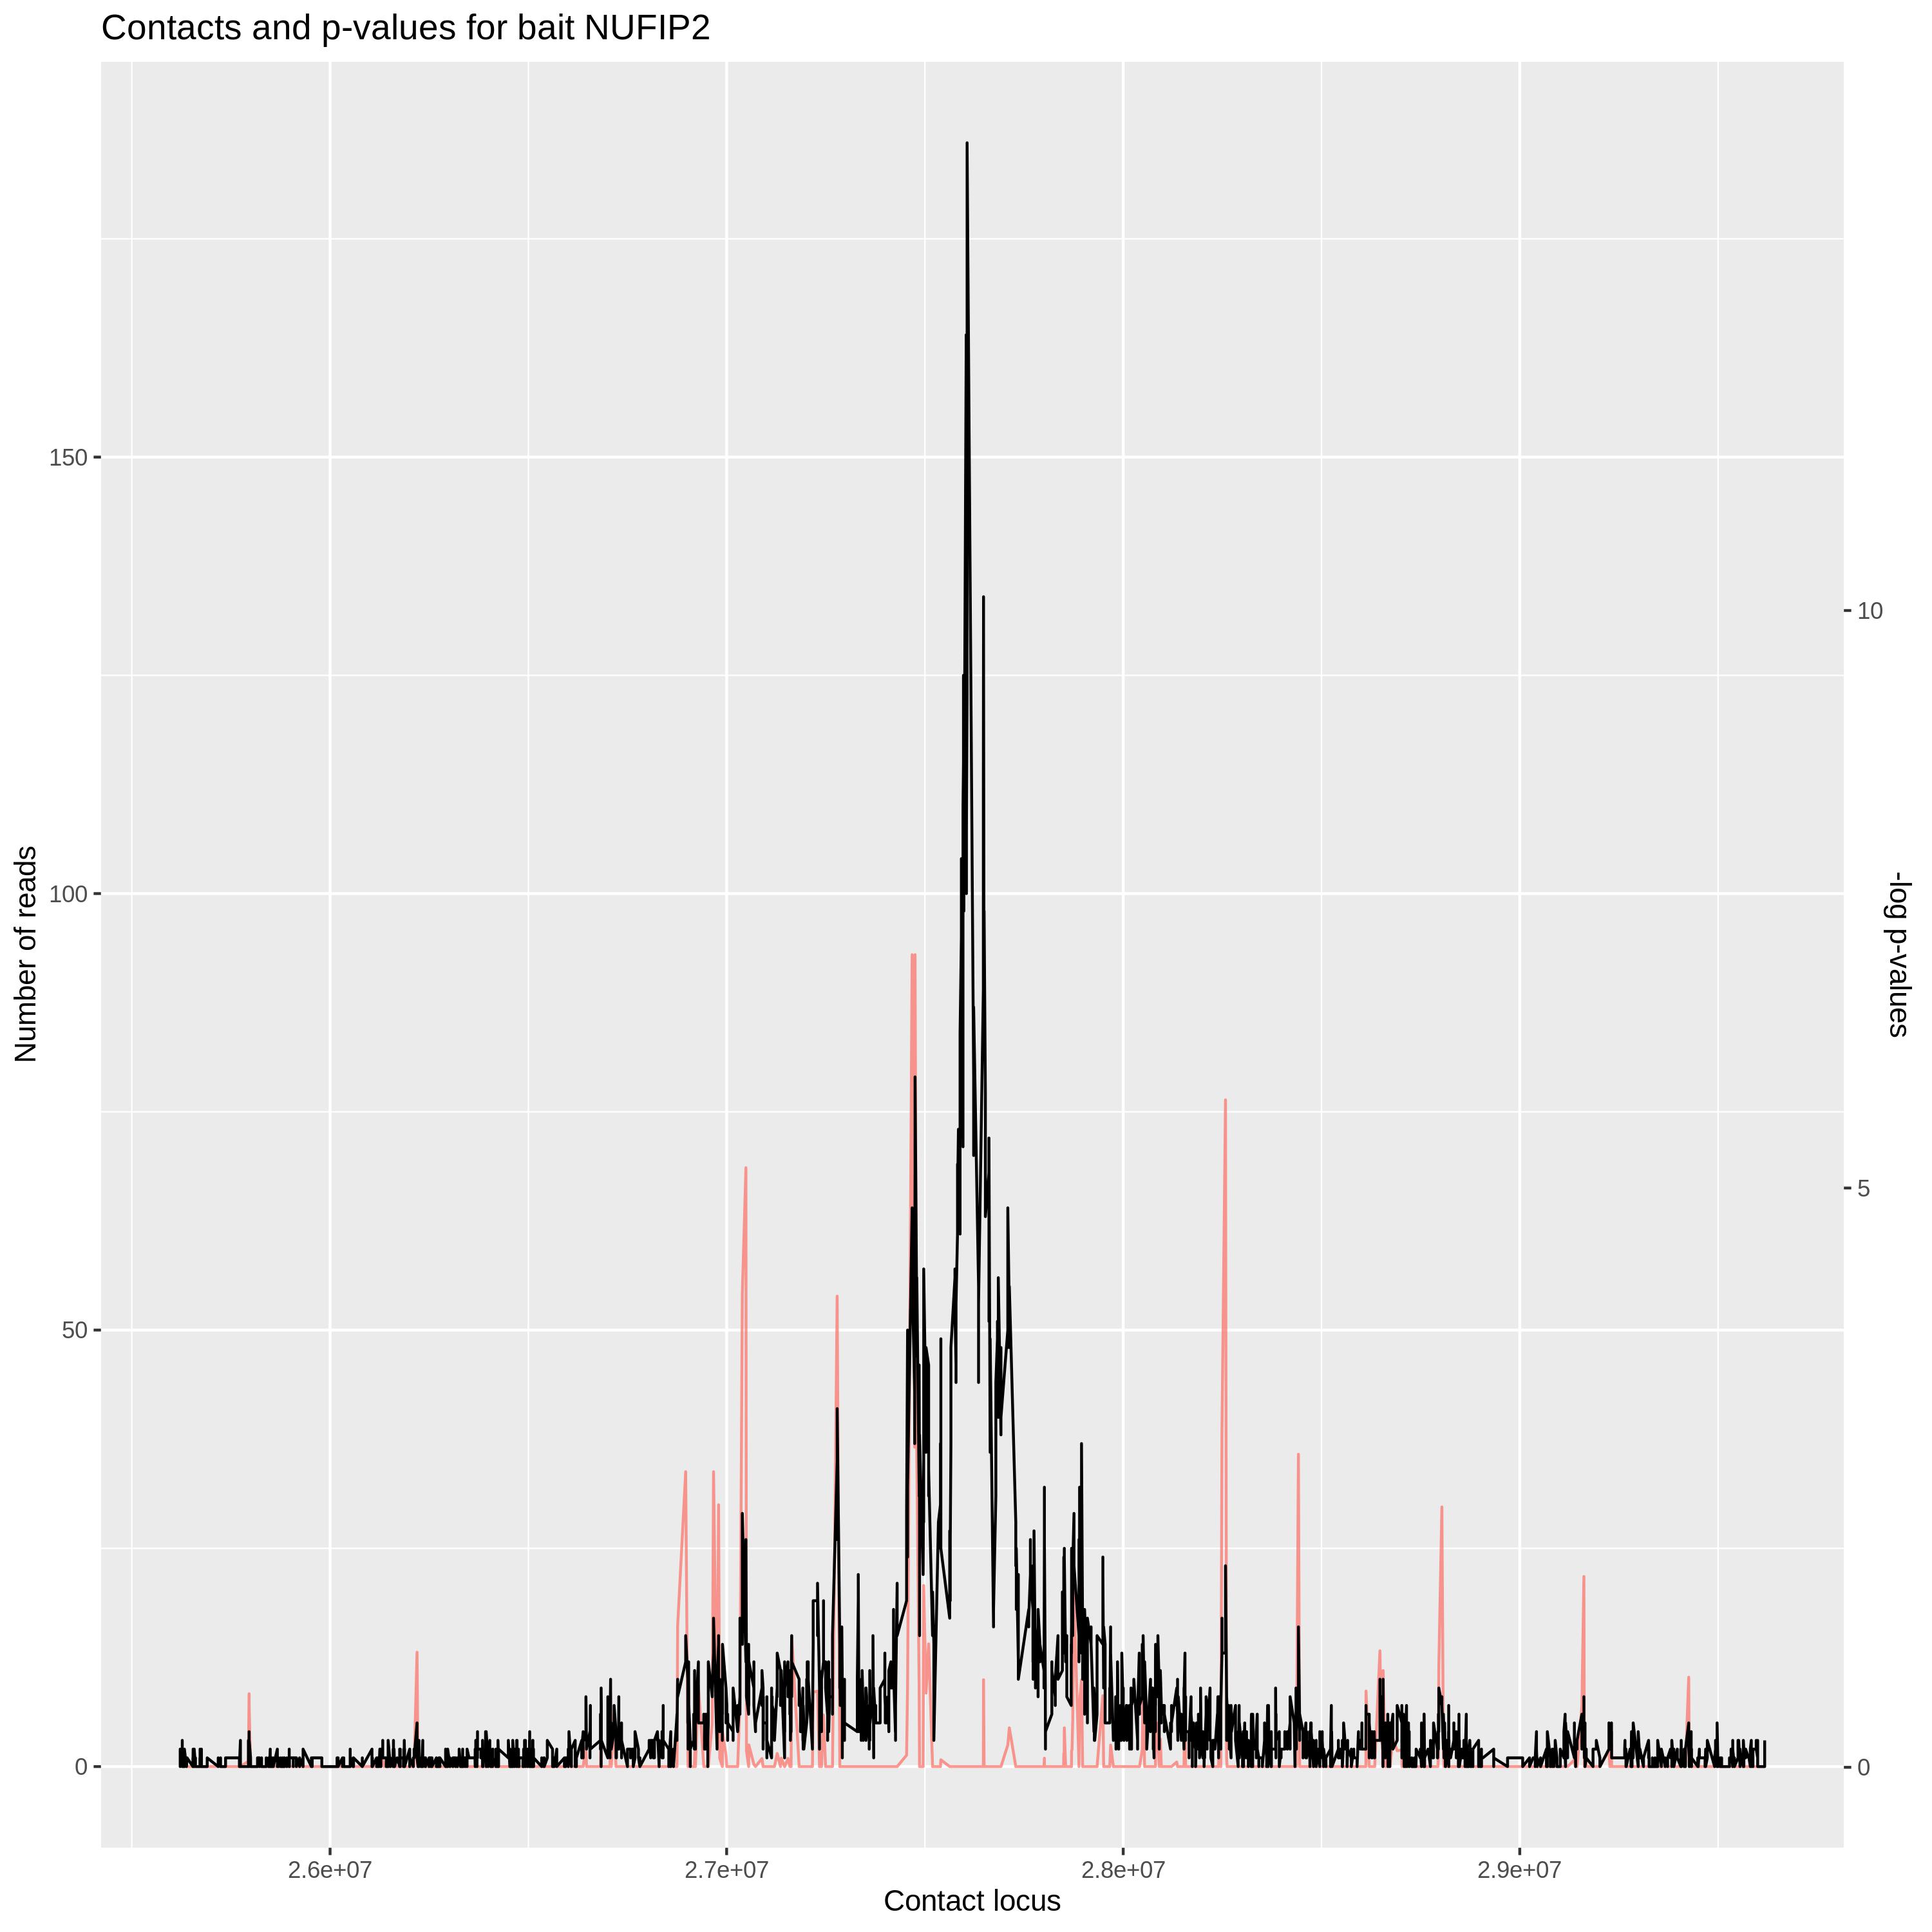 Contacts and p-values for bait NUFIP2
Number of reads
150
100
50
0
10
5
0
-log p-values
2.6e+07
2.7e+07
2.8e+07
2.9e+07
Contact locus